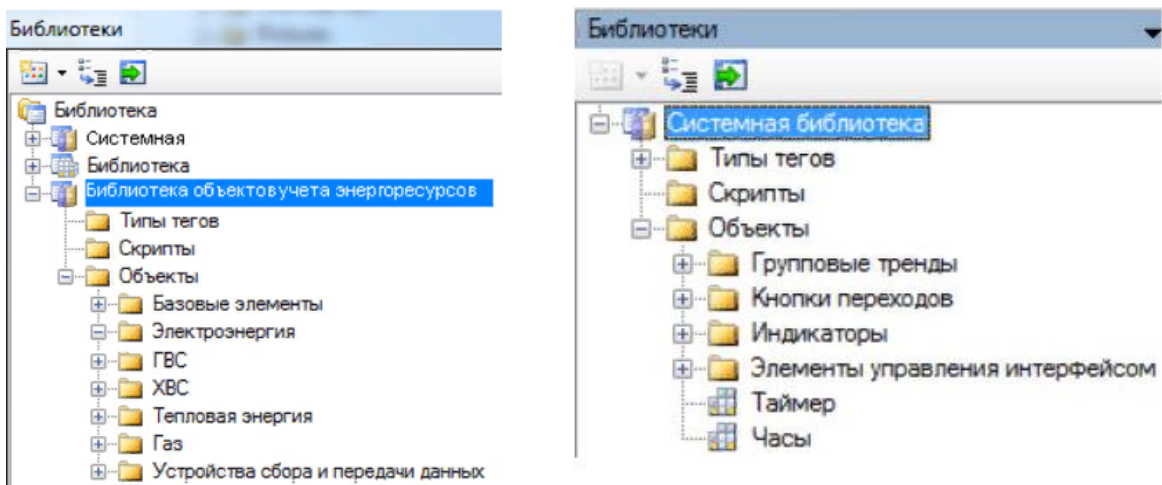 Библиотеки
Библиотека
Системная
Библиотека
Библиотека объектов учета энергоресурсов
Типы тегов
Скрипты
Объекты
Базовые элементы
Электроэнергия
ГВС
ХВС
Тепловая энергия
Газ
Устройства сбора и передачи данных
Библиотеки
Системная библиотека
Типы тегов
Скрипты
Объекты
Групповые тренды
Кнопки переходов
Индикаторы
Элементы управления интерфейсом
Таймер
Часы